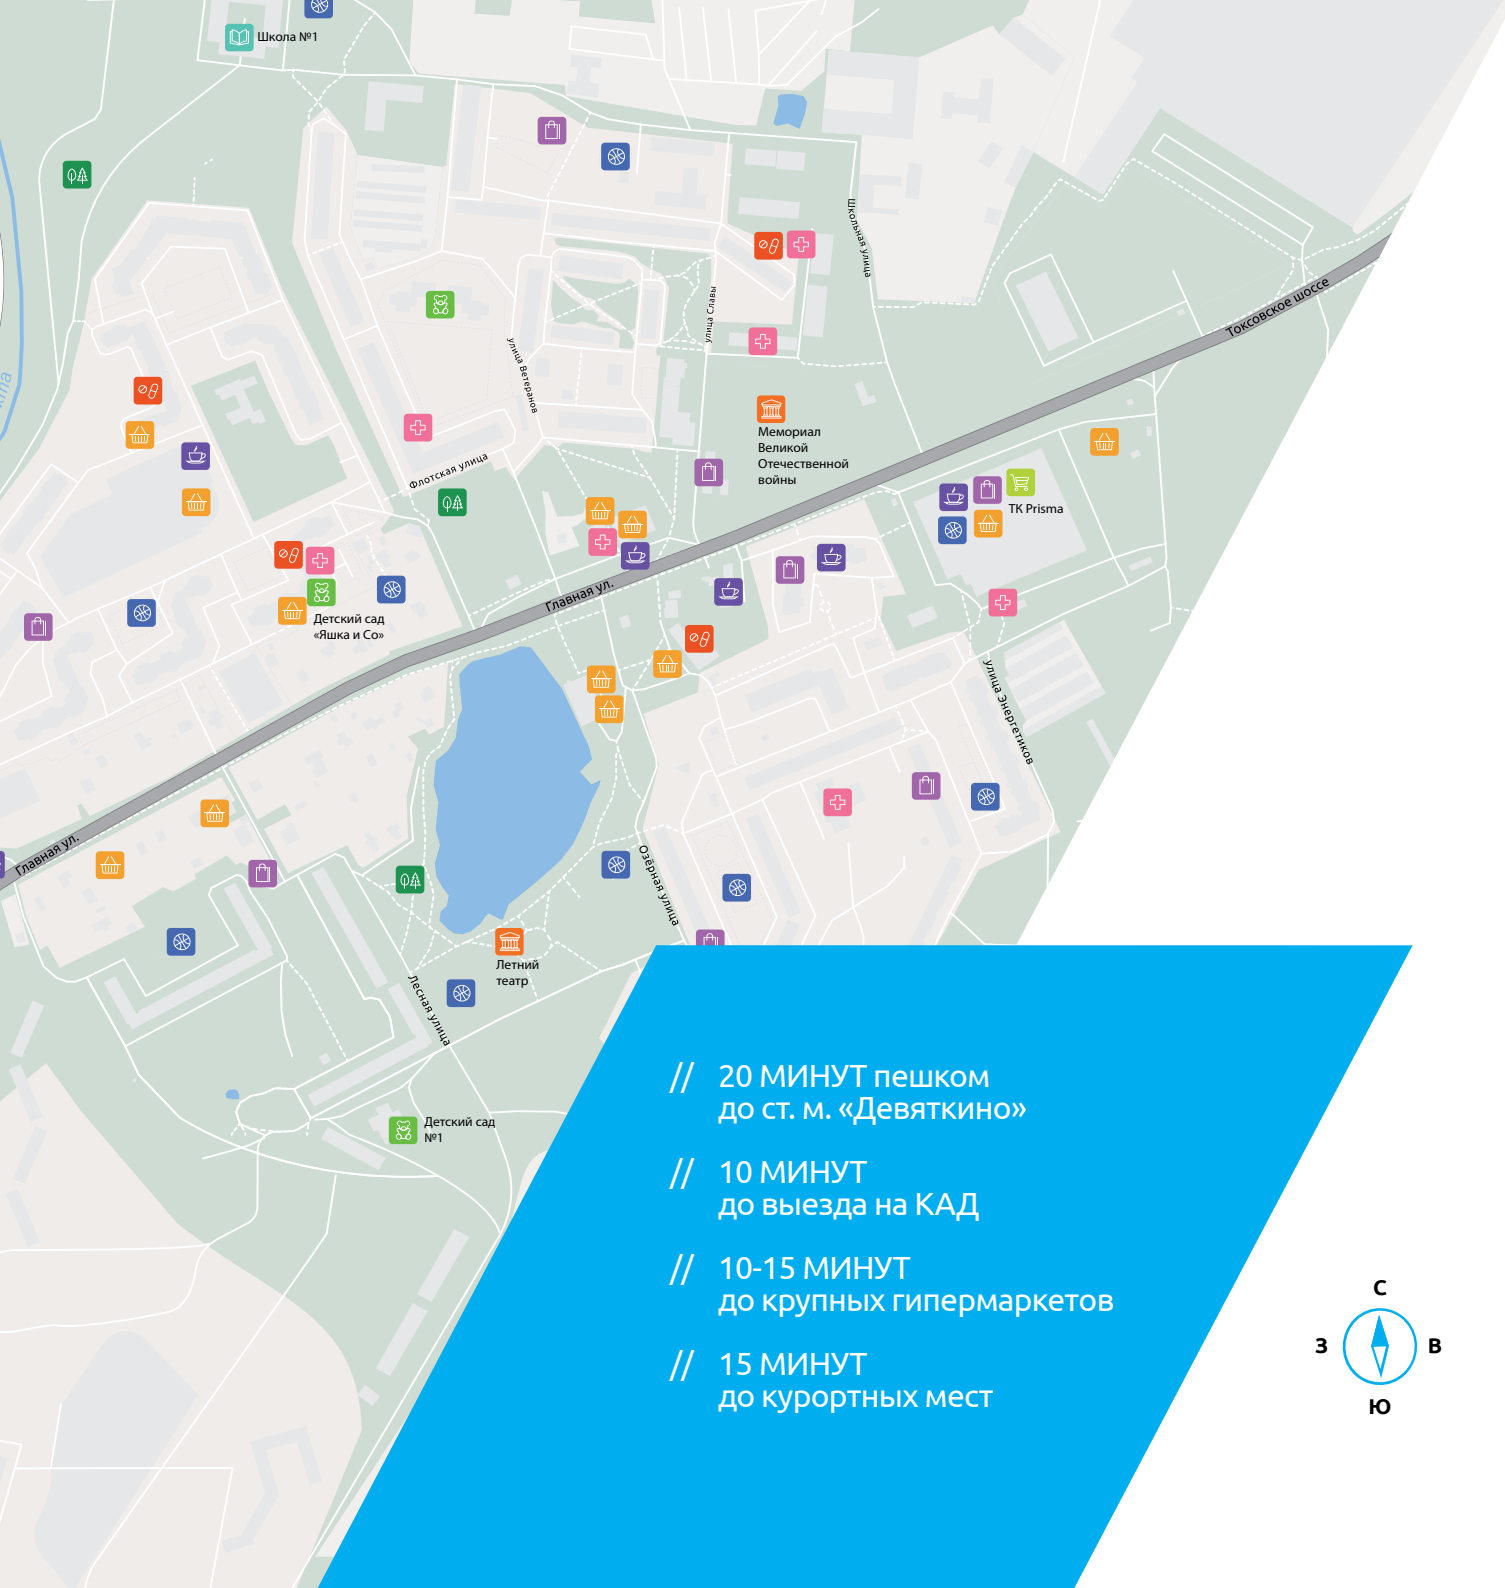 Школа №1
Школьная улица
улица Славы
Токсовское шоссе
улица Ветеранов
Мемориал
Великой
Отечественной
войны
Флотская улица
ТК Prisma
Главная ул.
Детский сад
«Яшка и Со»
улица Энергетиков
Главная ул.
Озёрная улица
Летний
театр
Лесная улица
Детский сад
№1
// 20 МИНУТ пешком
до ст. м. «Девяткино»
// 10 МИНУТ
до выезда на КАД
// 10-15 МИНУТ
до крупных гипермаркетов
// 15 МИНУТ
до курортных мест
С
З В
Ю